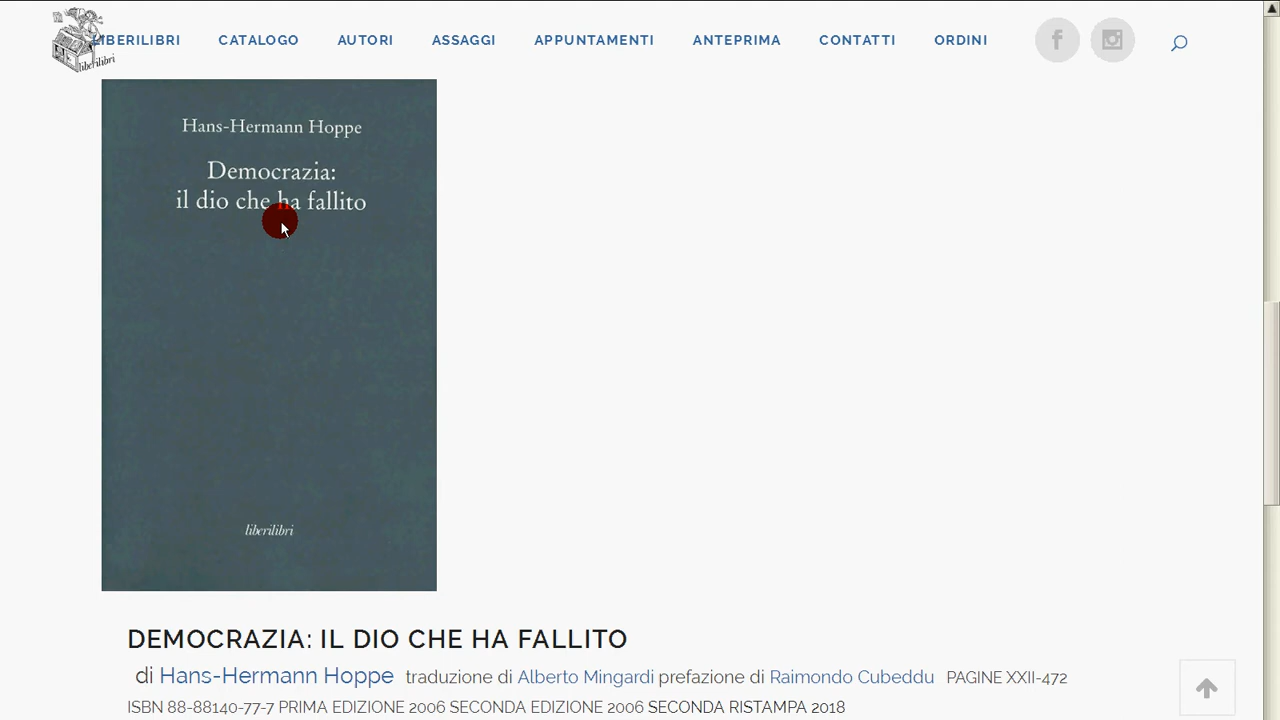 LIBERILIBRI CATALOGO AUTORI ASSAGGI APPUNTAMENTI ANTEPRIMA CONTATTI ORDINI
liberilibri
Hans-Hermann Hoppe
Democrazia:
il dio che ha fallito
liberilibri
DEMOCRAZIA: IL DIO CHE HA FALLITO
di Hans-Hermann Hoppe traduzione di Alberto Mingardi prefazione di Raimondo Cubeddu PAGINE XXII-472
ISBN 88-88140-77-7 PRIMA EDIZIONE 2006 SECONDA EDIZIONE 2006 SECONDA RISTAMPA 2018